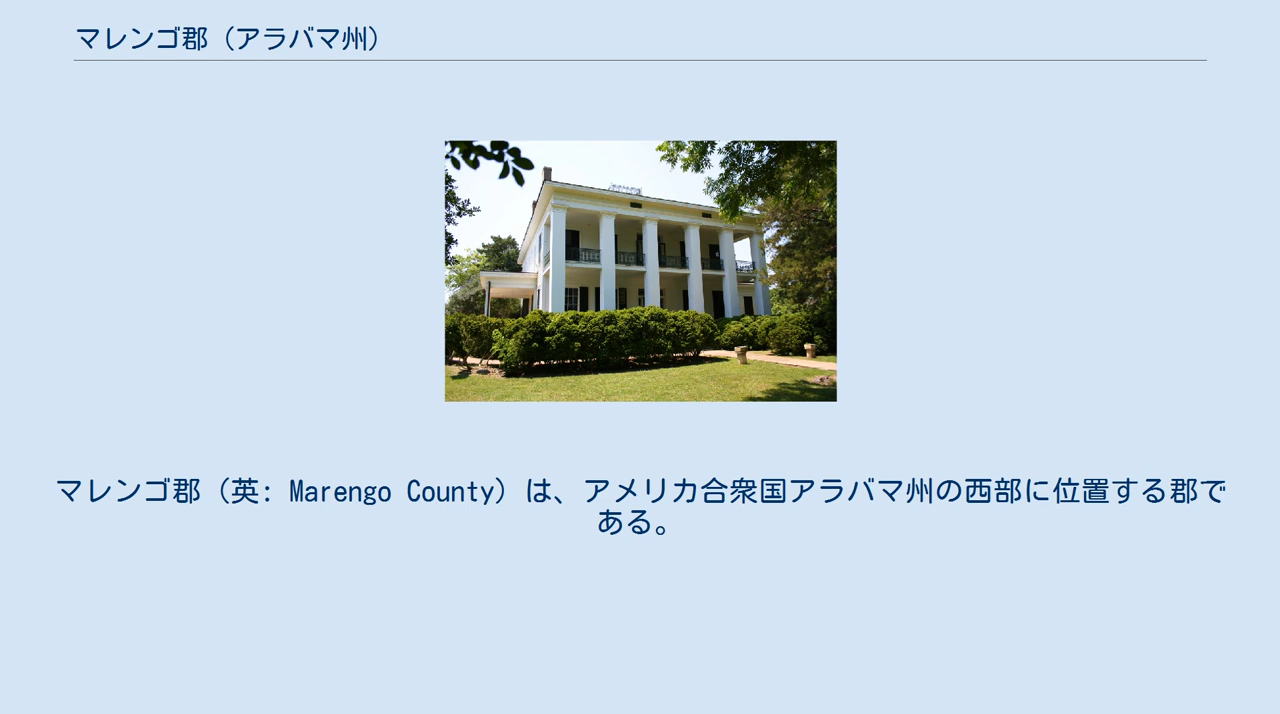 マレンゴ郡（アラバマ州）
マレンゴ郡（英: Marengo County）は、アメリカ合衆国アラバマ州の西部に位置する郡で
ある。